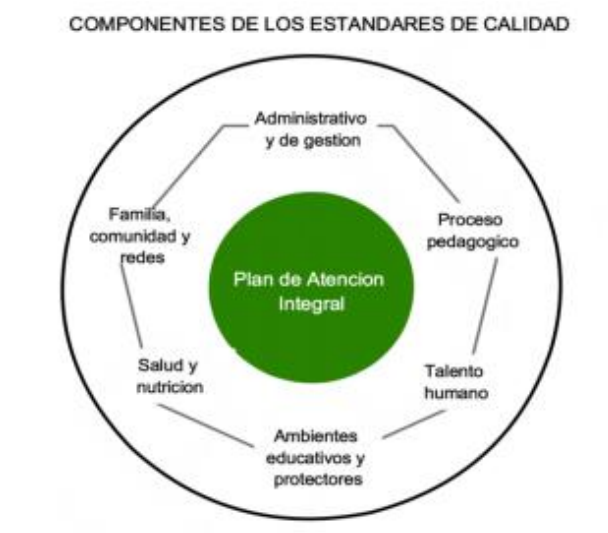 COMPONENTES DE LOS ESTANDARES DE CALIDAD
Administrativo
y de gestion
Familia,
comunidad y
redes
Proceso
pedagogico
Plan de Atencion
Integral
Salud y
nutricion
Talento
humano
Ambientes
educativos y
protectores